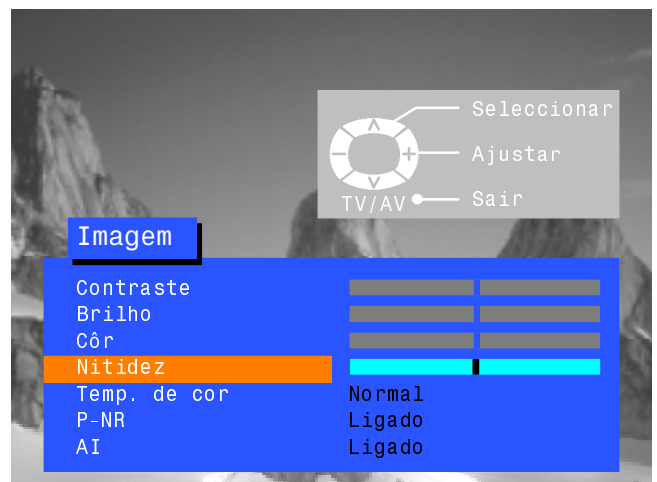 Seleccionar
Ajustar
TV/AV Sair
Imagem
Contraste
Brilho
Côr
Nitidez
Temp. de cor Normal
P-NR Ligado
AI Ligado